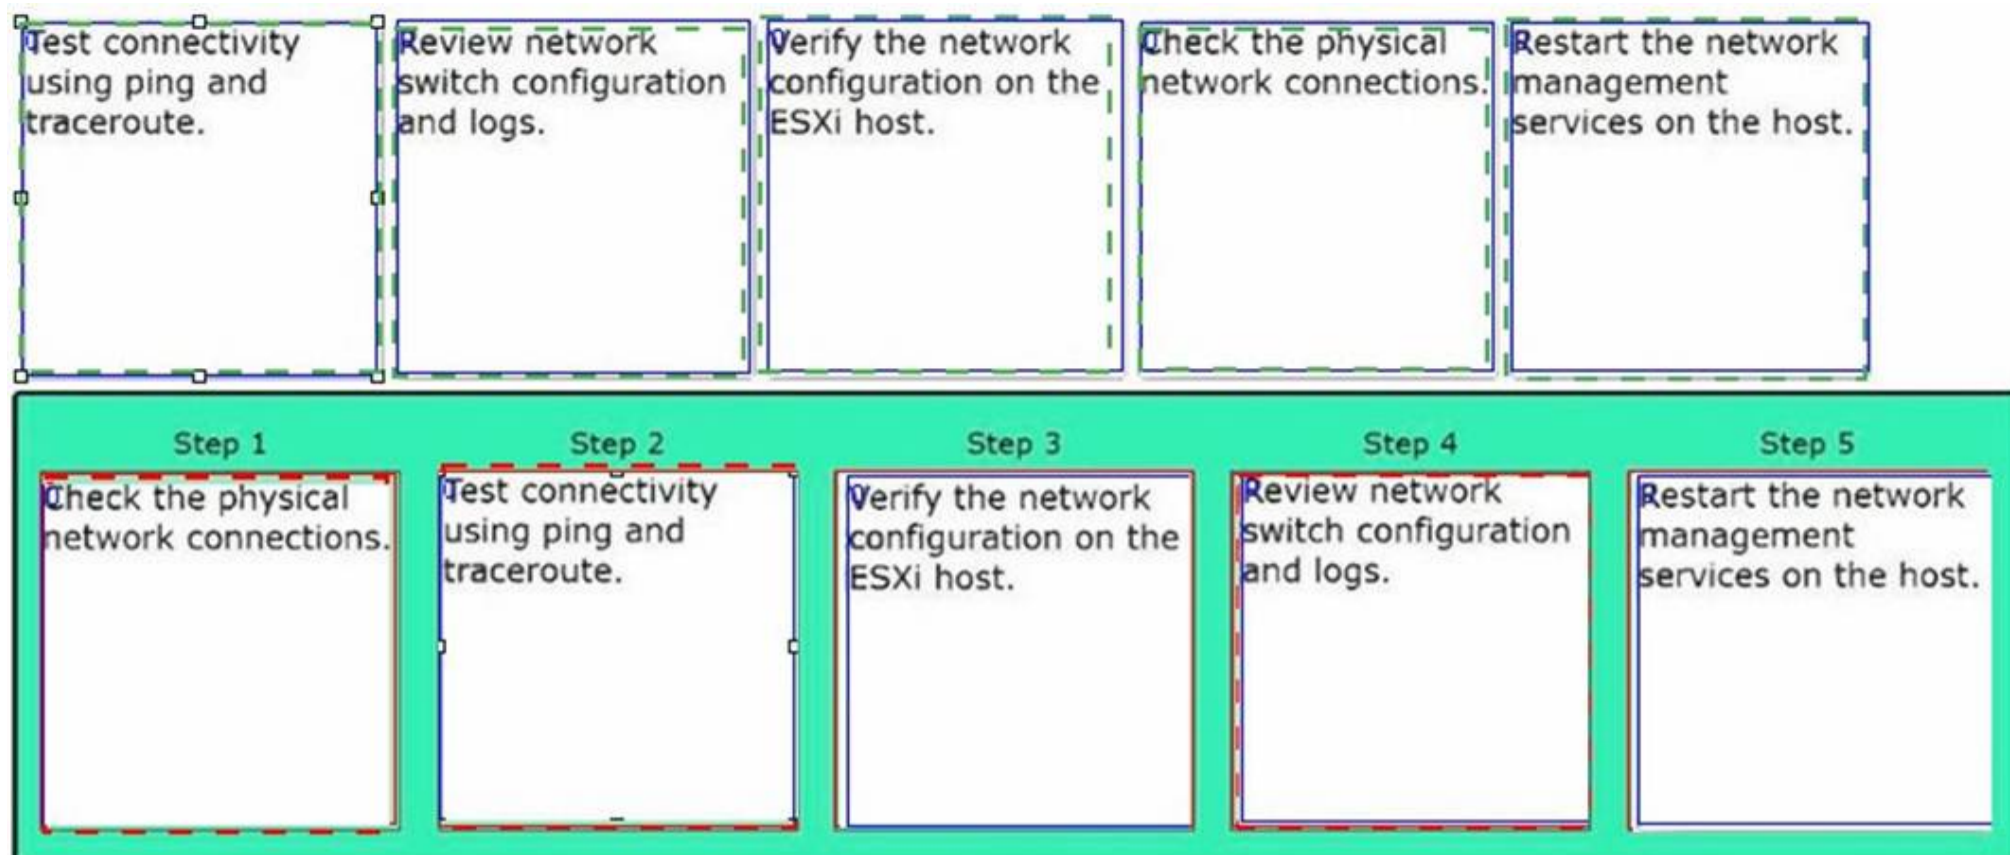 Test connectivity
using ping and
traceroute.
Review network
switch configuration
and logs.
Verify the network
configuration on the
ESXi host.
Check the physical
network connections.
Restart the network
management
services on the host.
Step 1
Step 2
Step 3
Step 4
Step 5
Check the physical
network connections.
Test connectivity
using ping and
traceroute.
Verify the network
configuration on the
ESXi host.
Review network
switch configuration
and logs.
Restart the network
management
services on the host.